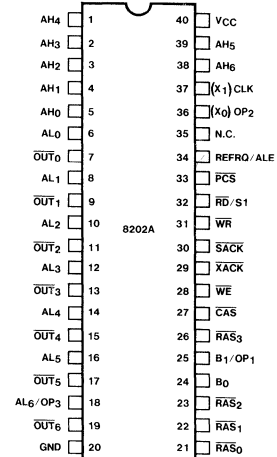 AH4 1 40 VCC
AH3 2 39 AH5
AH2 3 38 AH6
AH1 4 37 (X1) CLK
AH0 5 36 (X0) OP2
AL0 6 35 N.C.
OUT0 7 34 REFRQ/ALE
AL1 8 33 PCS
OUT1 9 32 RD/S1
AL2 10 31 WR
8202A
OUT2 11 30 SACK
AL3 12 29 XACK
OUT3 13 28 WE
AL4 14 27 CAS
OUT4 15 26 RAS3
AL5 16 25 B1/OP1
OUT5 17 24 B0
AL6/OP3 18 23 RAS2
OUT6 19 22 RAS1
GND 20 21 RAS0